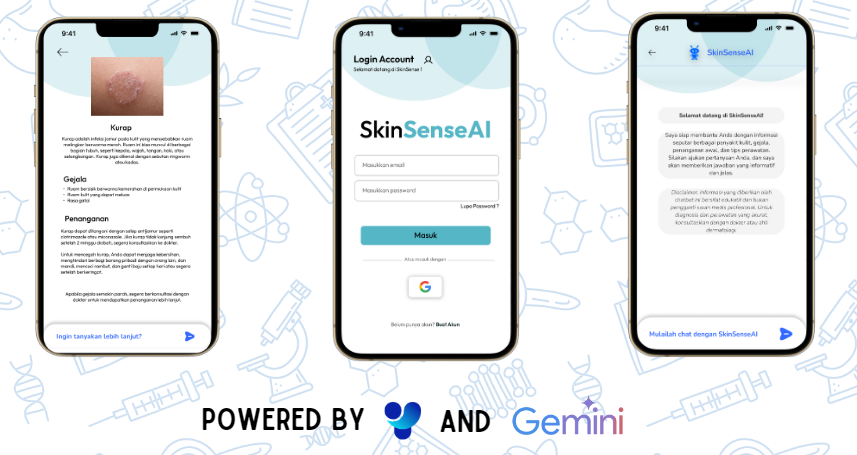 9:41
Kurap
Kurap adalah infeksi jamur pada kulit yang menyebabkan ruam
melingkar berwarna merah. Ruam ini bisa muncul di berbagai
bagian tubuh, seperti kepala, wajah, tangan, kaki, atau
selangkangan. Kurap juga dikenal dengan sebutan ringworm
atau kadas.
Gejala
• Ruam bersisik berwarna kemerahan di permukaan kulit
• Ruam kulit yang dapat meluas
• Rasa gatal
Penanganan
Kurap dapat ditangani dengan salep antijamur seperti
clotrimazole atau miconazole. Jika kurap tidak kunjung sembuh
setelah 2 minggu diobati, segera konsultasikan ke dokter.
Untuk mencegah kurap, Anda dapat menjaga kebersihan,
menghindari berbagi barang pribadi dengan orang lain, dan
mandi, mencuci rambut, dan ganti baju setiap hari atau segera
setelah berkeringat.
Apabila gejala semakin parah, segera berkonsultasi dengan
dokter untuk mendapatkan penanganan lebih lanjut.
Ingin tanyakan lebih lanjut?
9:41
Login Account
Selamat datang di SkinSense !
SkinSenseAI
Masukkan email
Masukkan password
Lupa Password ?
Masuk
Atau masuk dengan
G
Belum punya akun? Buat Akun
9:41
SkinSenseAI
Selamat datang di SkinSenseAI!
Saya siap membantu Anda dengan informasi
seputar berbagai penyakit kulit, gejala,
penanganan awal, dan tips perawatan.
Silakan ajukan pertanyaan Anda, dan saya
akan memberikan jawaban yang informatif
dan jelas.
Disclaimer: Informasi yang diberikan oleh
chatbot ini bersifat edukatif dan bukan
pengganti saran medis profesional. Untuk
diagnosis dan perawatan yang akurat,
konsultasikan dengan dokter atau ahli
dermatologi.
Mulailah chat dengan SkinSenseAI
POWERED BY AND Gemini